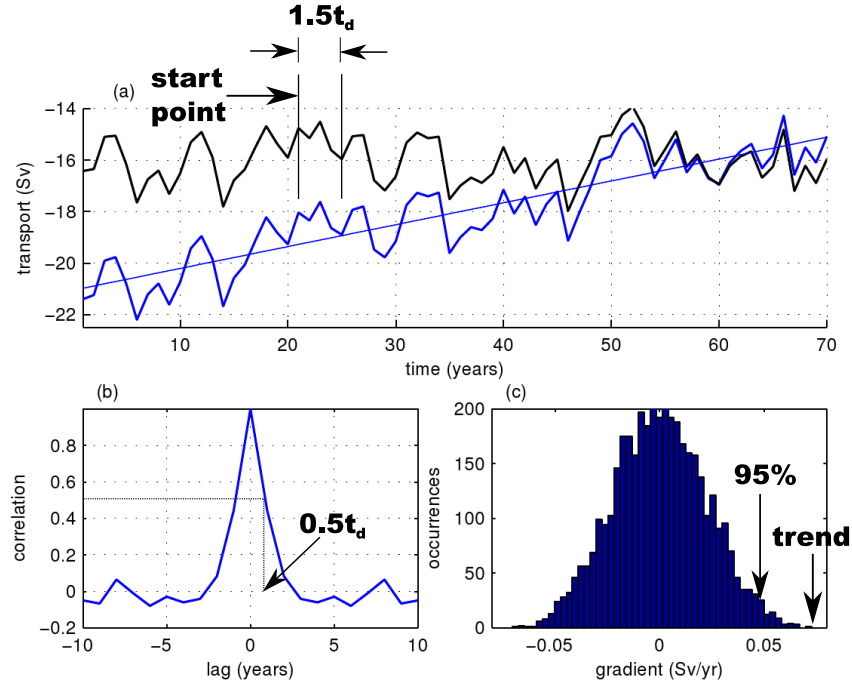 1.5td
start
point
(a)
−14
−16
−18
−20
−22
transport (Sv)
10 20 30 40 50 60 70
time (years)
(b)
0.8
0.6
0.4
0.2
0
−0.2
correlation
0.5td
−10 −5 0 5 10
lag (years)
(c)
200
150
100
50
0
occurrences
95%
trend
−0.05 0 0.05
gradient (Sv/yr)